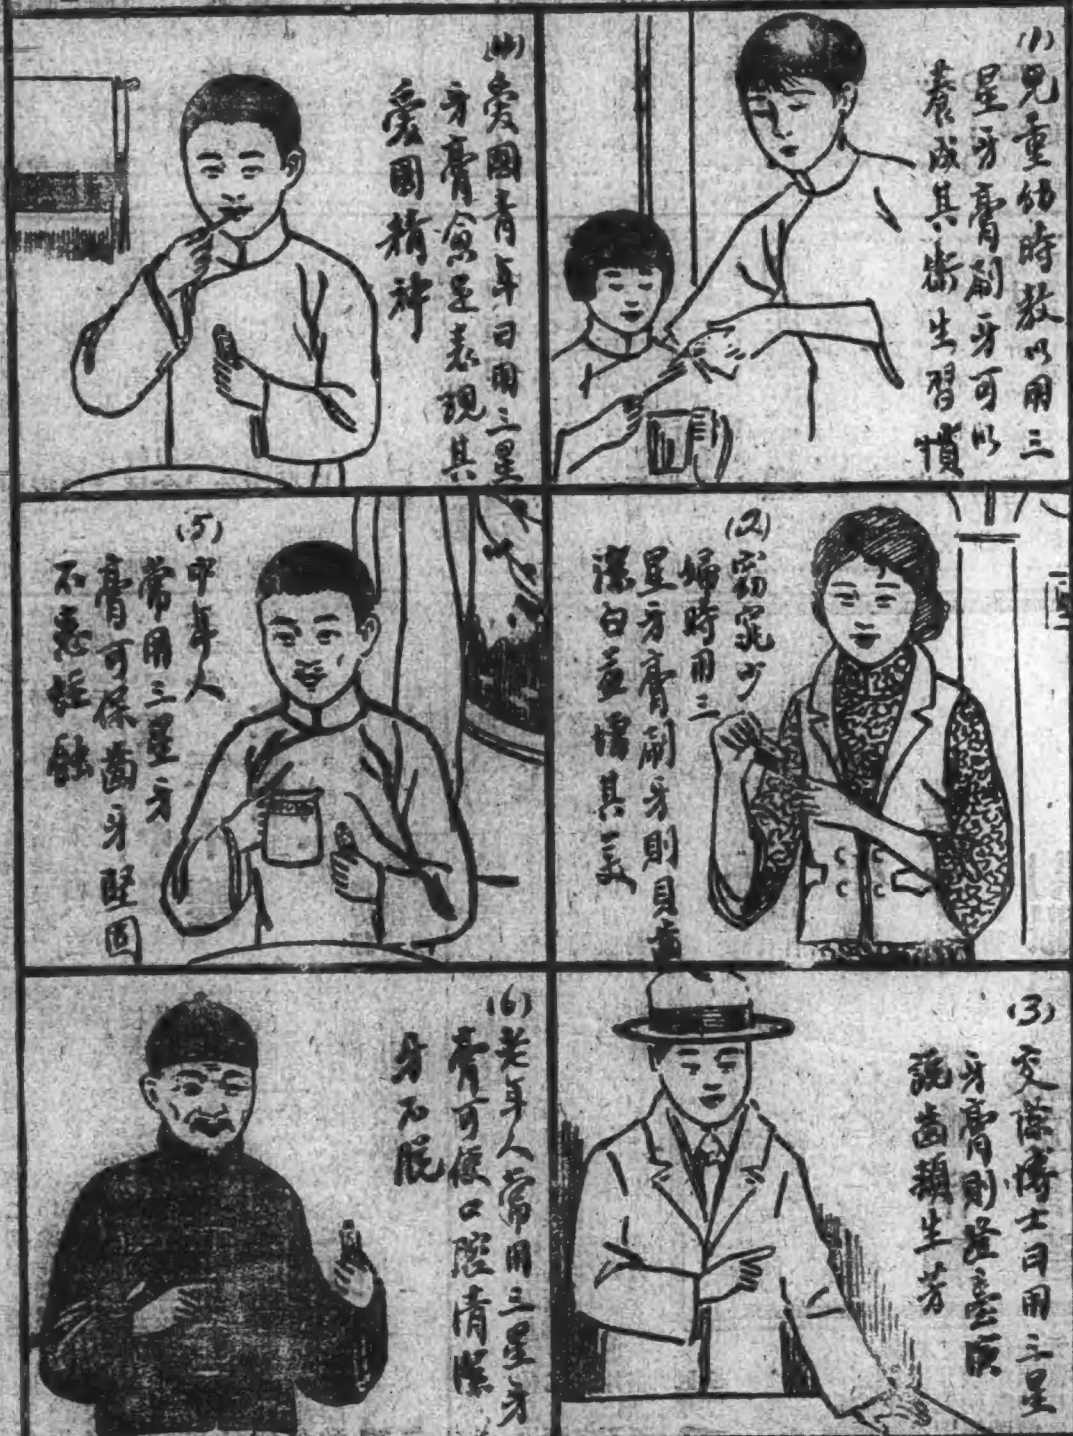 (1)兒童幼時教以用三
星牙膏刷牙可以
養成其衛生習慣
(2)窈窕少
婦時用三
星牙膏刷牙則貝齒
潔白益增其美
(3)交際博士日用三星
牙膏則登壇演
說齒頰生芳
(4)愛國青年日用三星
牙膏愈足表現其
愛國精神
(5)中年人
常用三星牙
膏可保齒牙堅固
不患蛀蝕
(6)老年人常用三星牙
膏可使口腔清潔
牙不脫